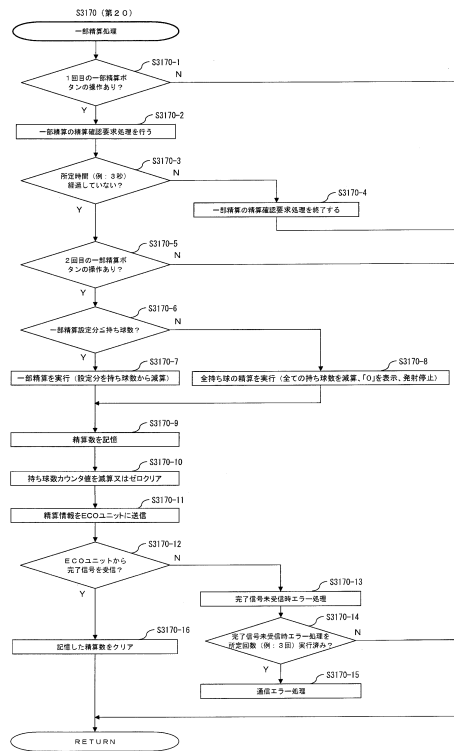 S3170（第２０）
一部精算処理
S3170-1
１回目の一部精算ボ
タンの操作あり？
N
Y
S3170-2
一部精算の精算確認要求処理を行う
S3170-3
所定時間（例：３秒）
経過していない？
N
Y
S3170-4
一部精算の精算確認要求処理を終了する
S3170-5
２回目の一部精算ボ
タンの操作あり？
N
Y
S3170-6
一部精算設定分≦持ち球数？
N
Y
S3170-7
一部精算を実行（設定分を持ち球数から減算）
S3170-8
全持ち球の精算を実行（全ての持ち球数を減算、「０」を表示、発射停止）
S3170-9
精算数を記憶
S3170-10
持ち球数カウンタ値を減算又はゼロクリア
S3170-11
精算情報をECOユニットに送信
S3170-12
ＥＣＯユニットから
完了信号を受信？
N
Y
S3170-13
完了信号未受信時エラー処理
S3170-14
完了信号未受信時エラー処理を
所定回数（例：３回）実行済み？
N
Y
S3170-15
通信エラー処理
S3170-16
記憶した精算数をクリア
ＲＥＴＵＲＮ